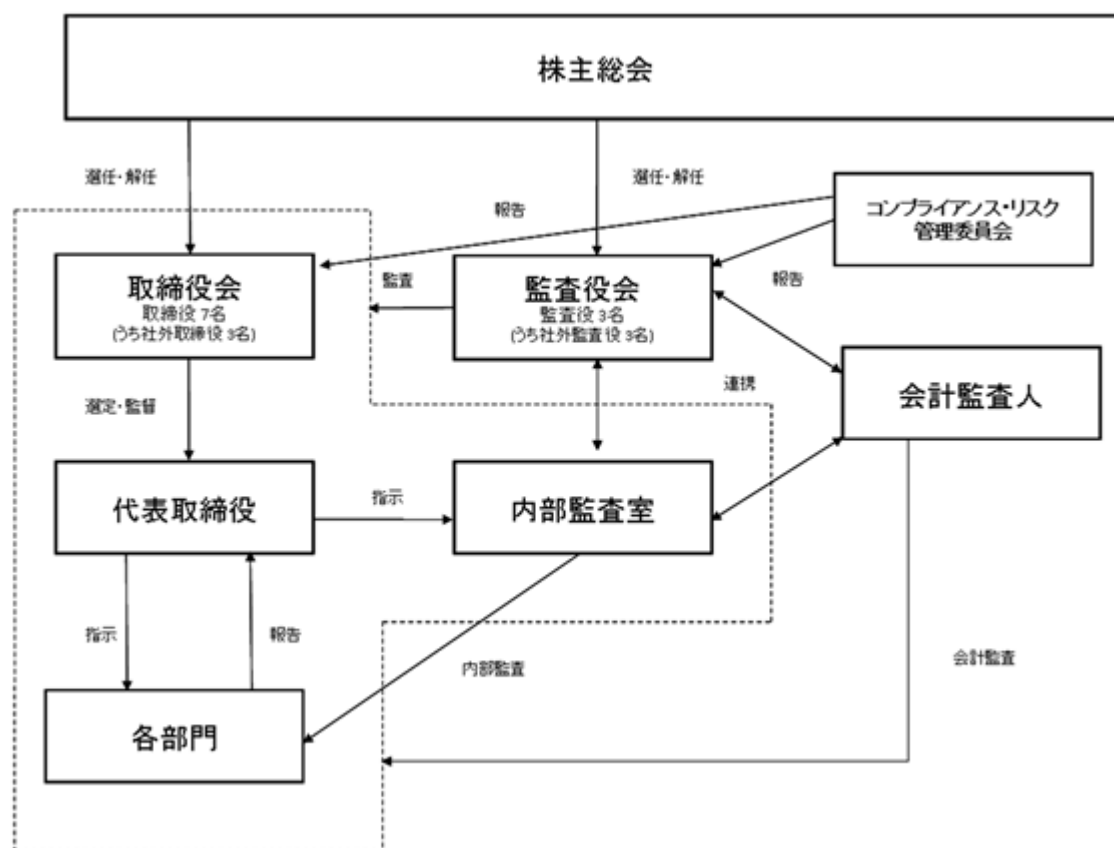 株主総会
選任・解任
選任・解任
報告
コンプライアンス・リスク
管理委員会
取締役会
取締役 7名
(うち社外取締役 3名)
監査
監査役会
監査役 3名
(うち社外監査役 3名)
報告
選定・監督
連携
会計監査人
代表取締役
指示
内部監査室
指示
報告
内部監査
会計監査
各部門